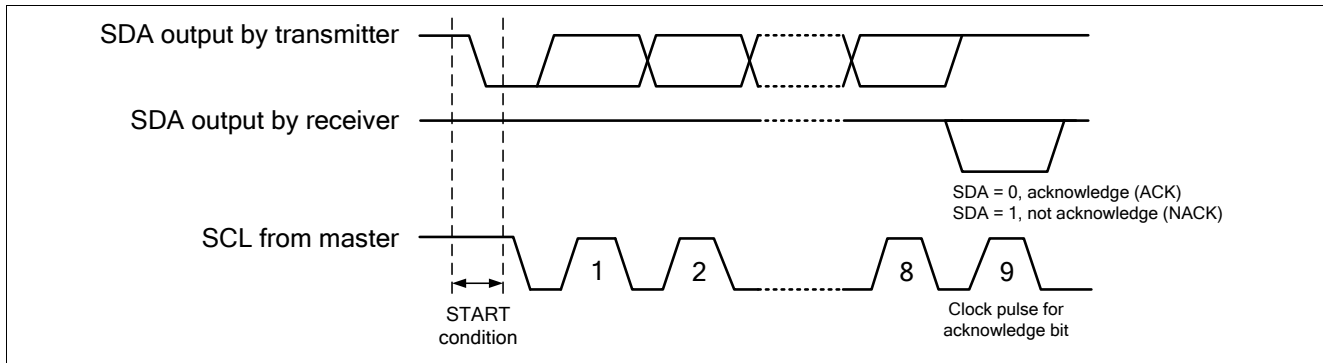 SDA output by transmitter
SDA output by receiver
SDA = 0, acknowledge (ACK)
SDA = 1, not acknowledge (NACK)
SCL from master
1
2
8
9
START
condition
Clock pulse for
acknowledge bit